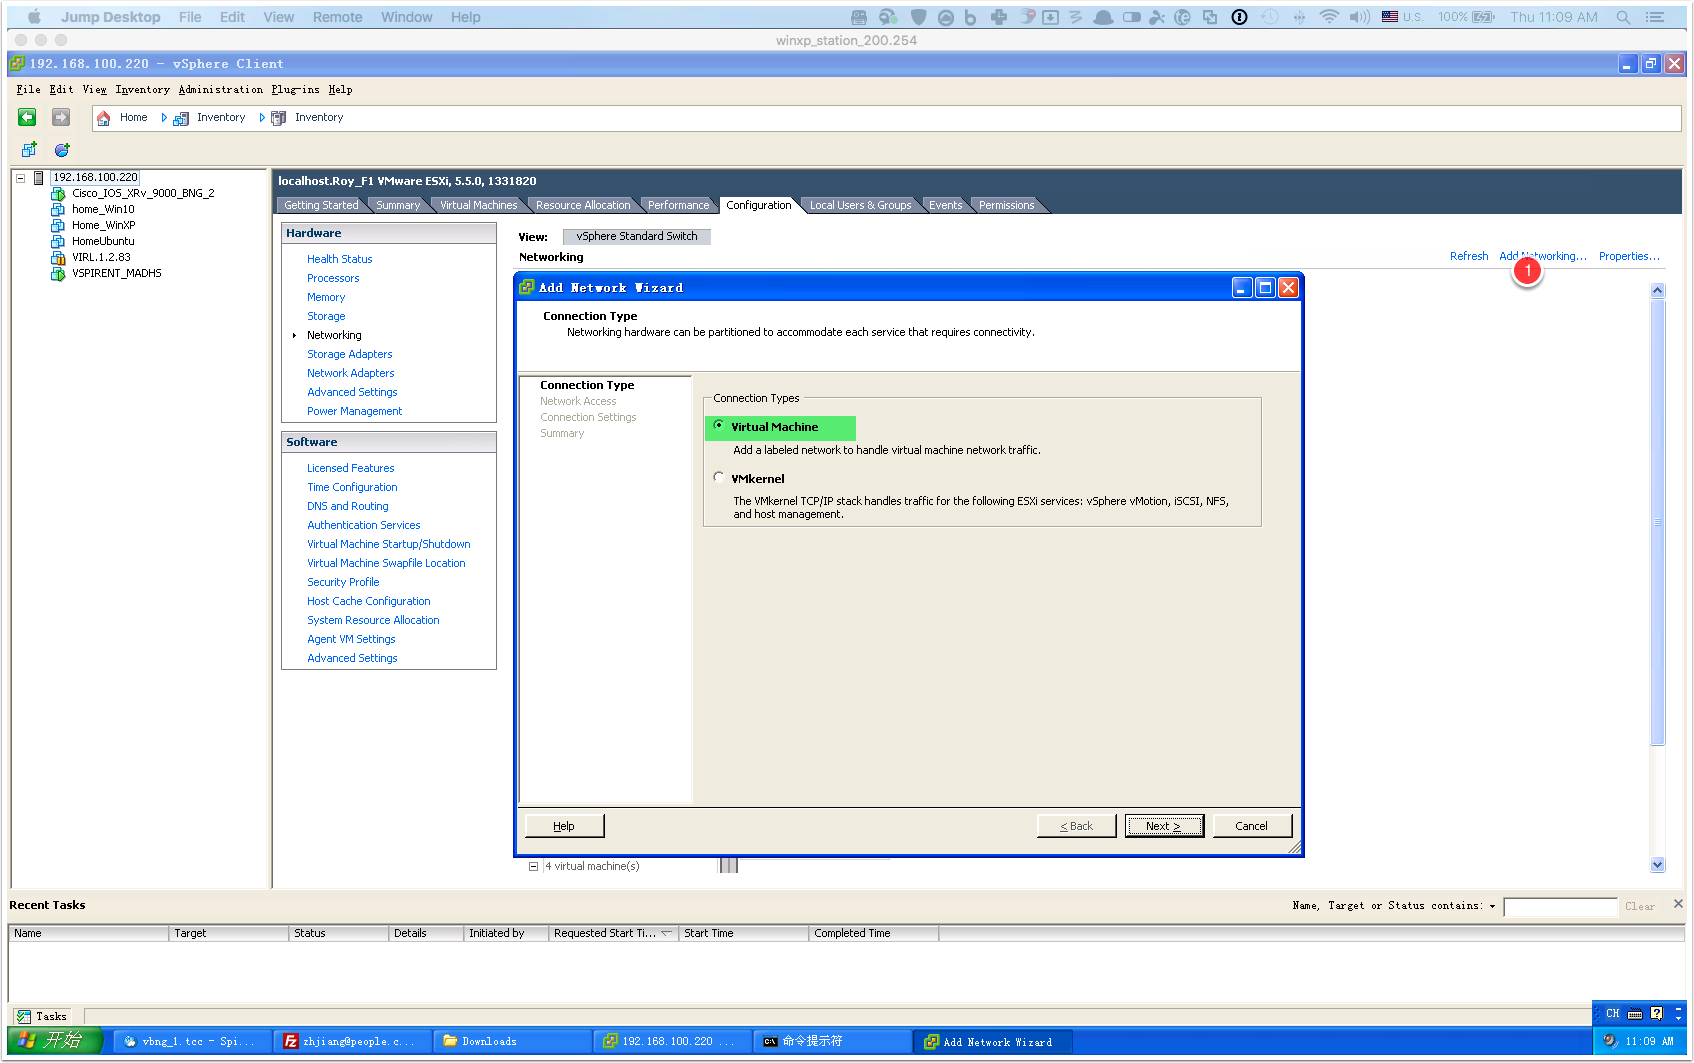 Jump Desktop File Edit View Remote Window Help U.S. 100% Thu 11:09 AM
winxp_station_200.254
192.168.100.220 - vSphere Client
File Edit View Inventory Administration Plug-ins Help
Home Inventory Inventory
192.168.100.220
Cisco_IOS_XRv_9000_BNG_2
home_Win10
Home_WinXP
HomeUbuntu
VIRL.1.2.83
VSPIRENT_MADHS
localhost.Roy_F1 VMware ESXi, 5.5.0, 1331820
Getting Started Summary Virtual Machines Resource Allocation Performance Configuration Local Users & Groups Events Permissions
Hardware
Health Status
Processors
Memory
Storage
Networking
Storage Adapters
Network Adapters
Advanced Settings
Power Management
Software
Licensed Features
Time Configuration
DNS and Routing
Authentication Services
Virtual Machine Startup/Shutdown
Virtual Machine Swapfile Location
Security Profile
Host Cache Configuration
System Resource Allocation
Agent VM Settings
Advanced Settings
View: vSphere Standard Switch
Networking
Refresh Add Networking... Properties...
1
Add Network Wizard
Connection Type
Networking hardware can be partitioned to accommodate each service that requires connectivity.
Connection Type
Network Access
Connection Settings
Summary
Connection Types
Virtual Machine
Add a labeled network to handle virtual machine network traffic.
VMkernel
The VMkernel TCP/IP stack handles traffic for the following ESXi services: vSphere vMotion, iSCSI, NFS,
and host management.
Help < Back Next > Cancel
4 virtual machine(s)
Recent Tasks
Name, Target or Status contains: Clear
Name Target Status Details Initiated by Requested Start Ti... Start Time Completed Time
Tasks
CH
开始 vbng_1.tcc - Spi... zhjiang@people.c... Downloads 192.168.100.220 ... 命令提示符 Add Network Wizard 11:09 AM